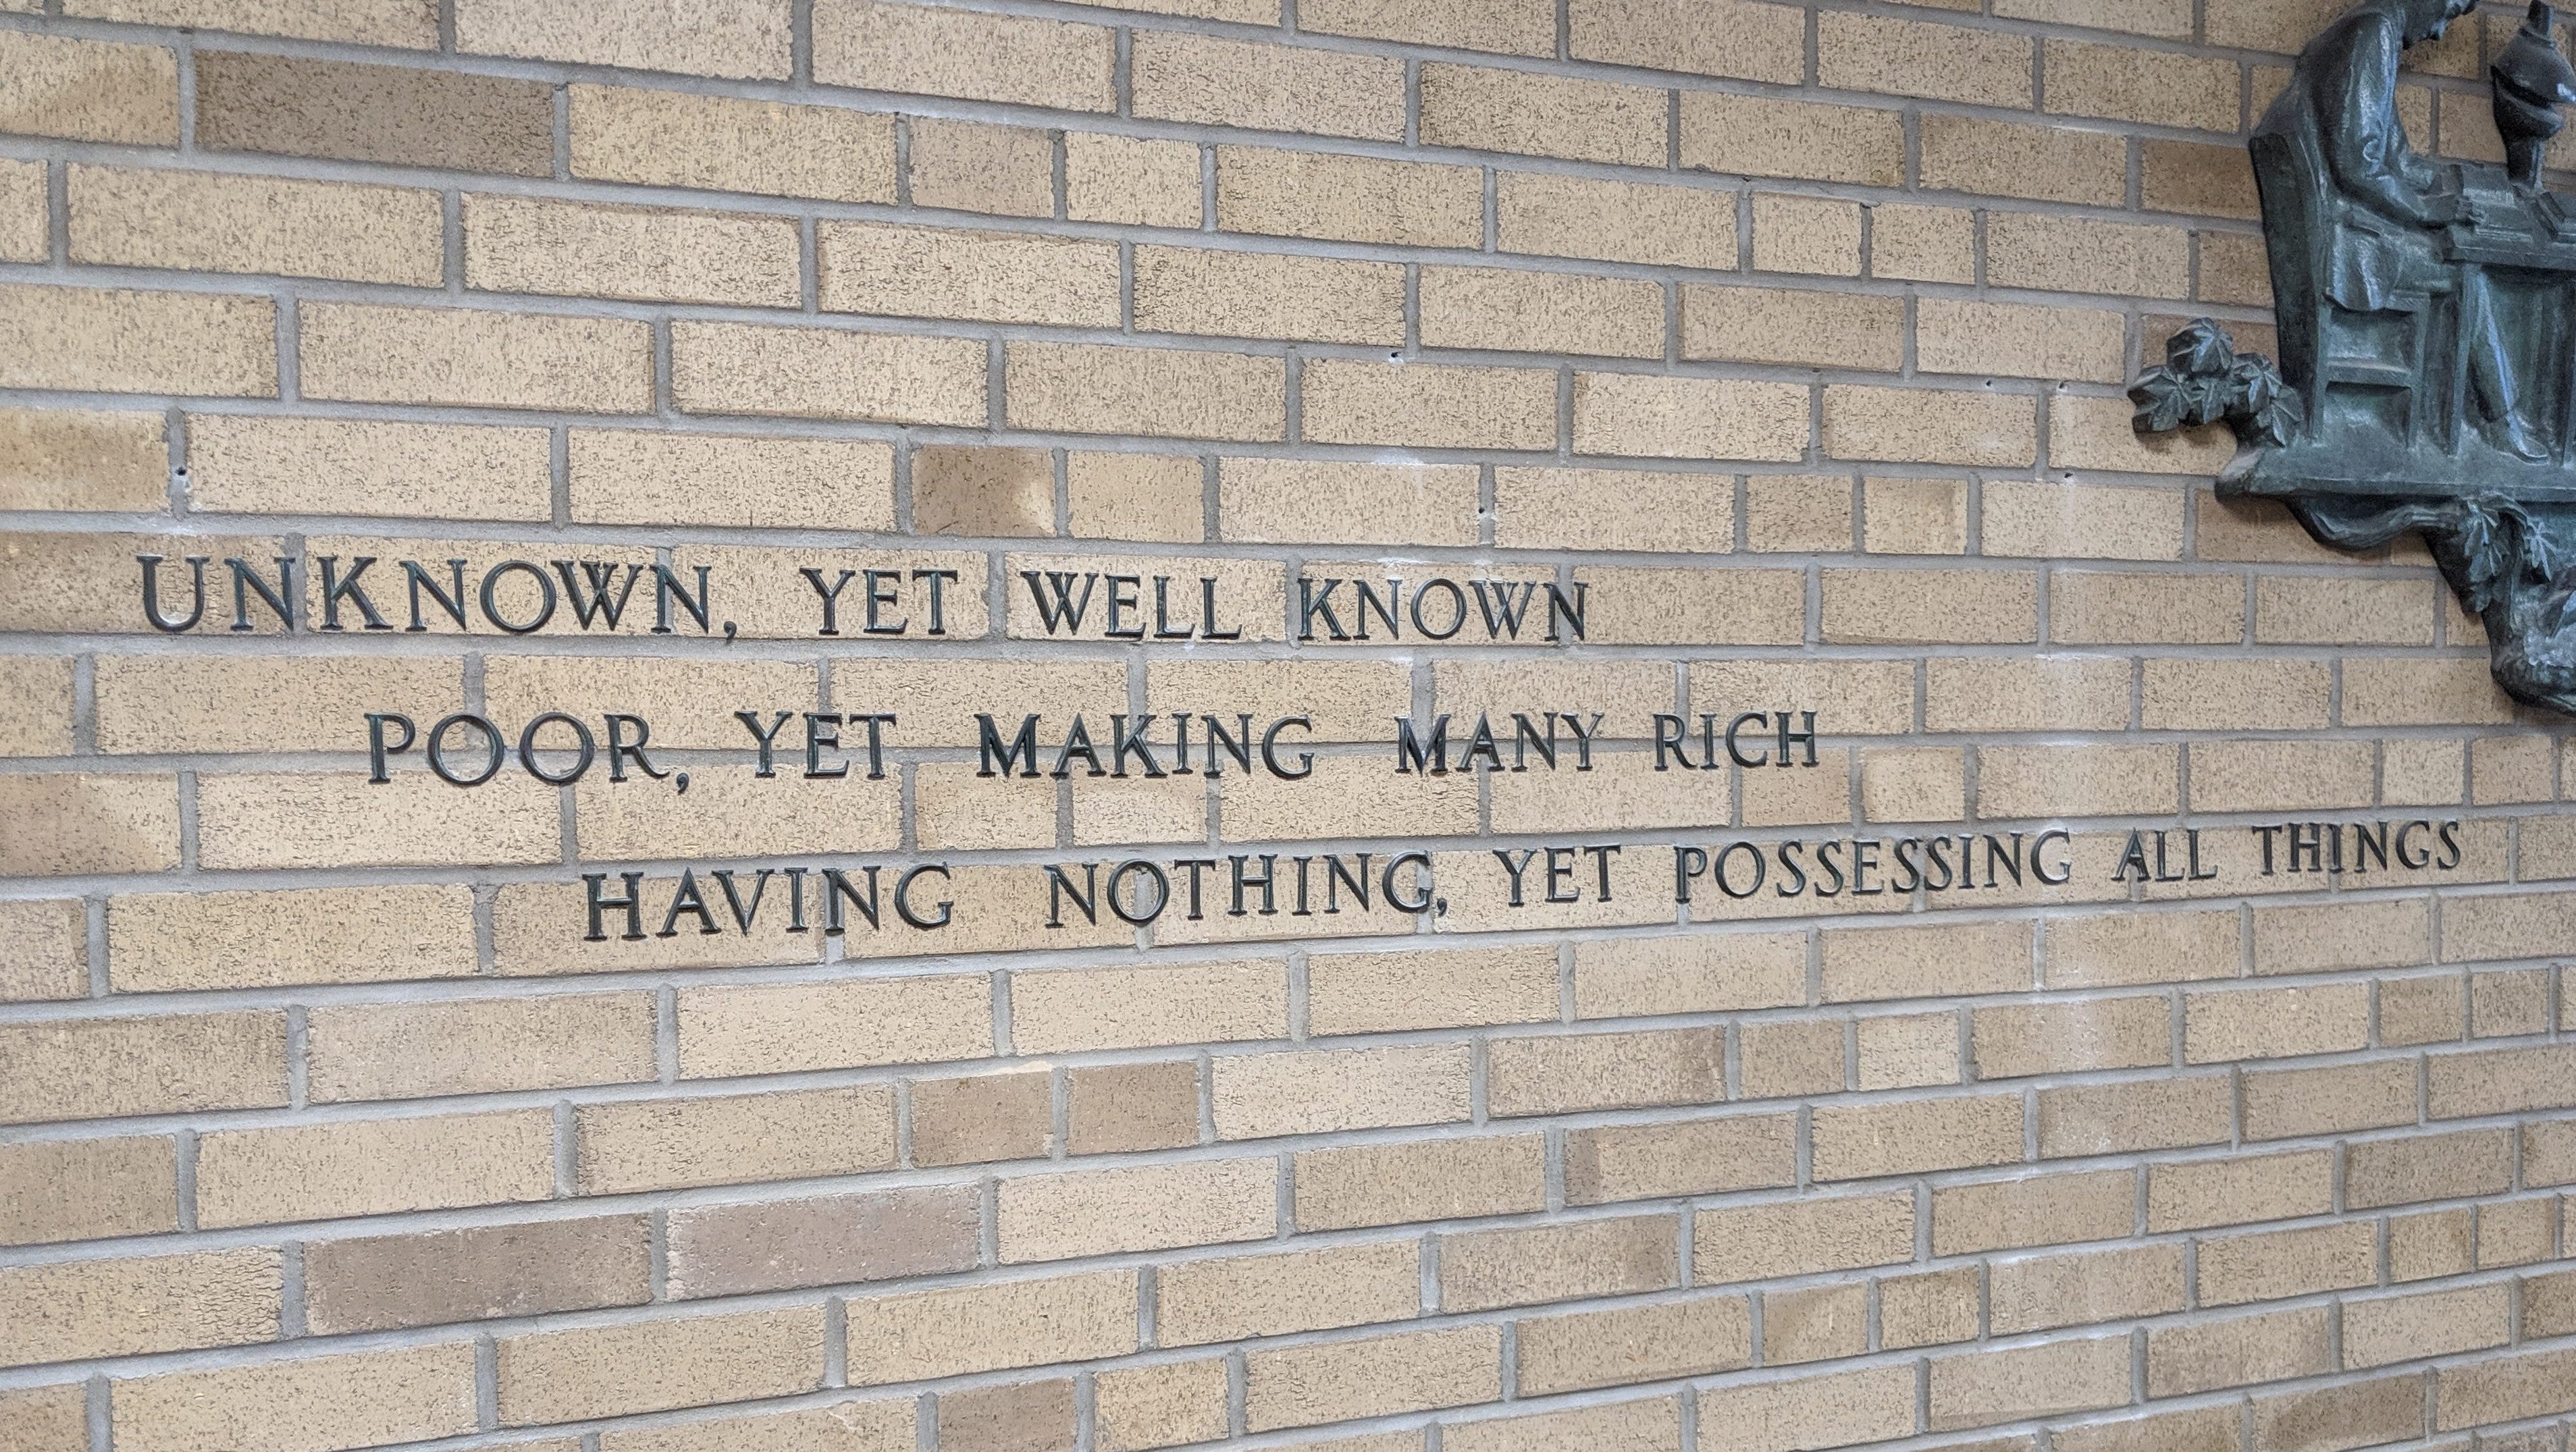 UNKNOWN, YET WELL KNOWN
POOR, YET MAKING MANY RICH
HAVING NOTHING, YET POSSESSING ALL THINGS